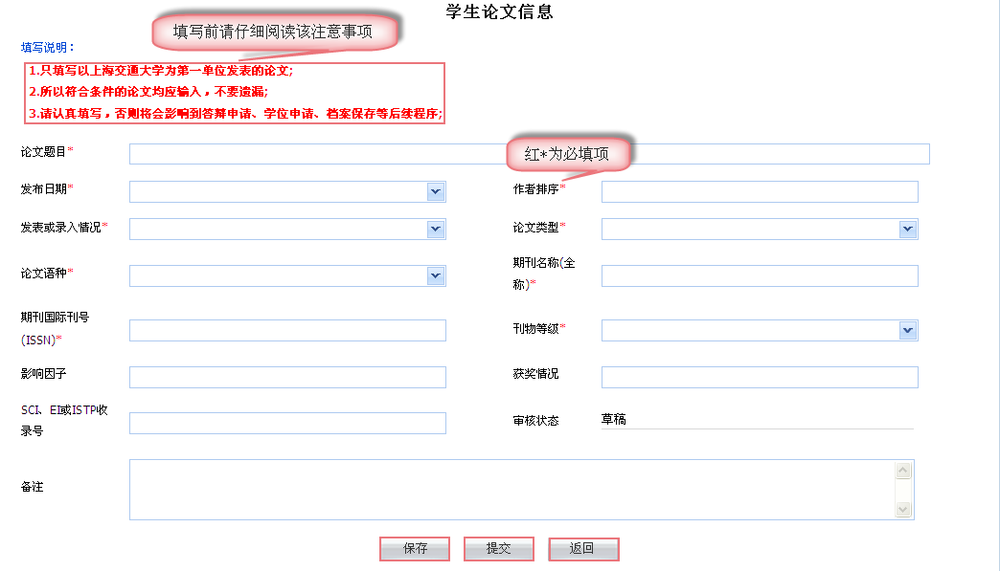 学生论文信息
填写前请仔细阅读该注意事项
填写说明：
1.只填写以上海交通大学为第一单位发表的论文;
2.所以符合条件的论文均应输入，不要遗漏;
3.请认真填写，否则将会影响到答辩申请、学位申请、档案保存等后续程序;
论文题目*
红*为必填项
发布日期*
作者排序*
发表或录入情况*
论文类型*
论文语种*
期刊名称(全
称)*
期刊国际刊号
(ISSN)*
刊物等级*
影响因子
获奖情况
SCI、EI或ISTP收
录号
审核状态
草稿
备注
保存
提交
返回